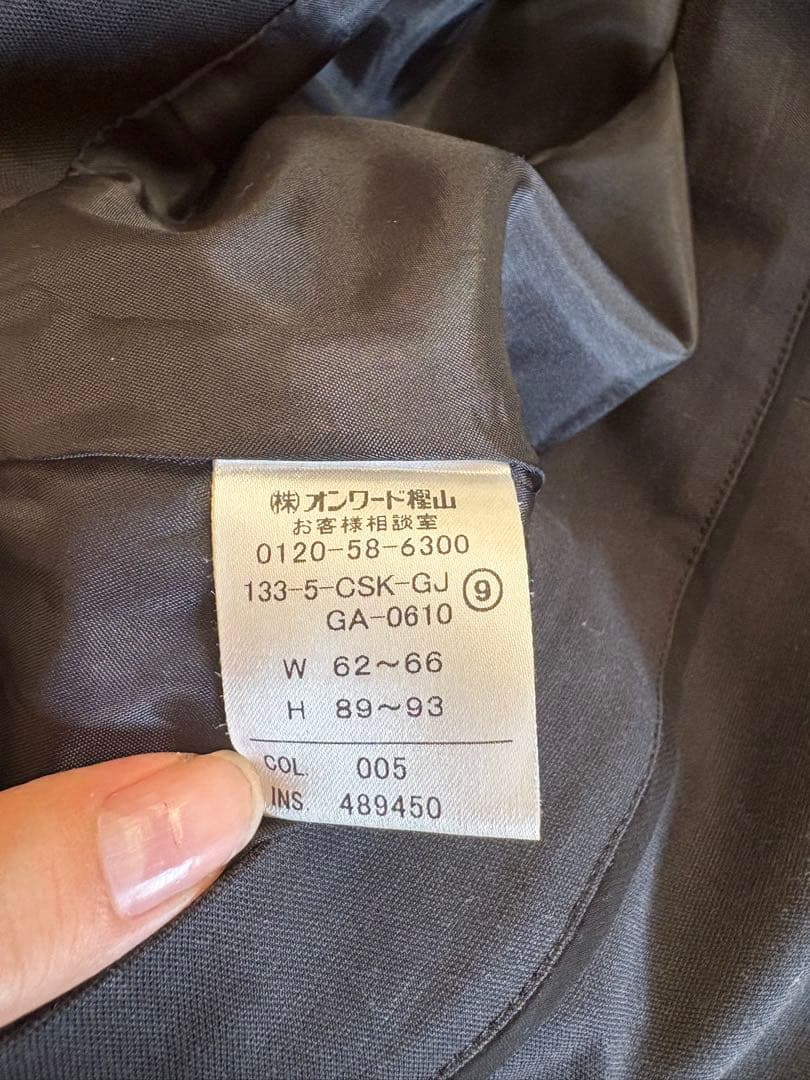 ㈱オンワード樫山
お客様相談室
0120-58-6300
133-5-CSK-GJ ⑨
GA-0610
W 62～66
H 89～93
COL. 005
INS. 489450